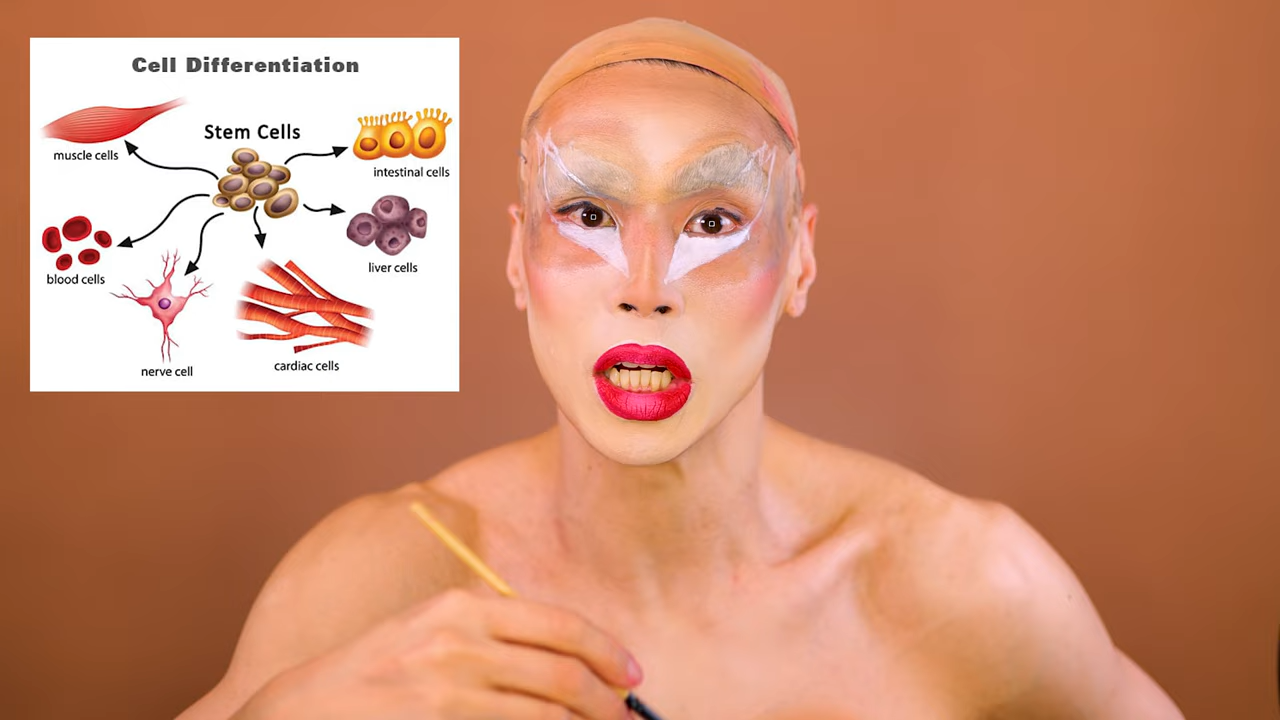 Cell Differentiation
Stem Cells
muscle cells
intestinal cells
blood cells
liver cells
nerve cell
cardiac cells